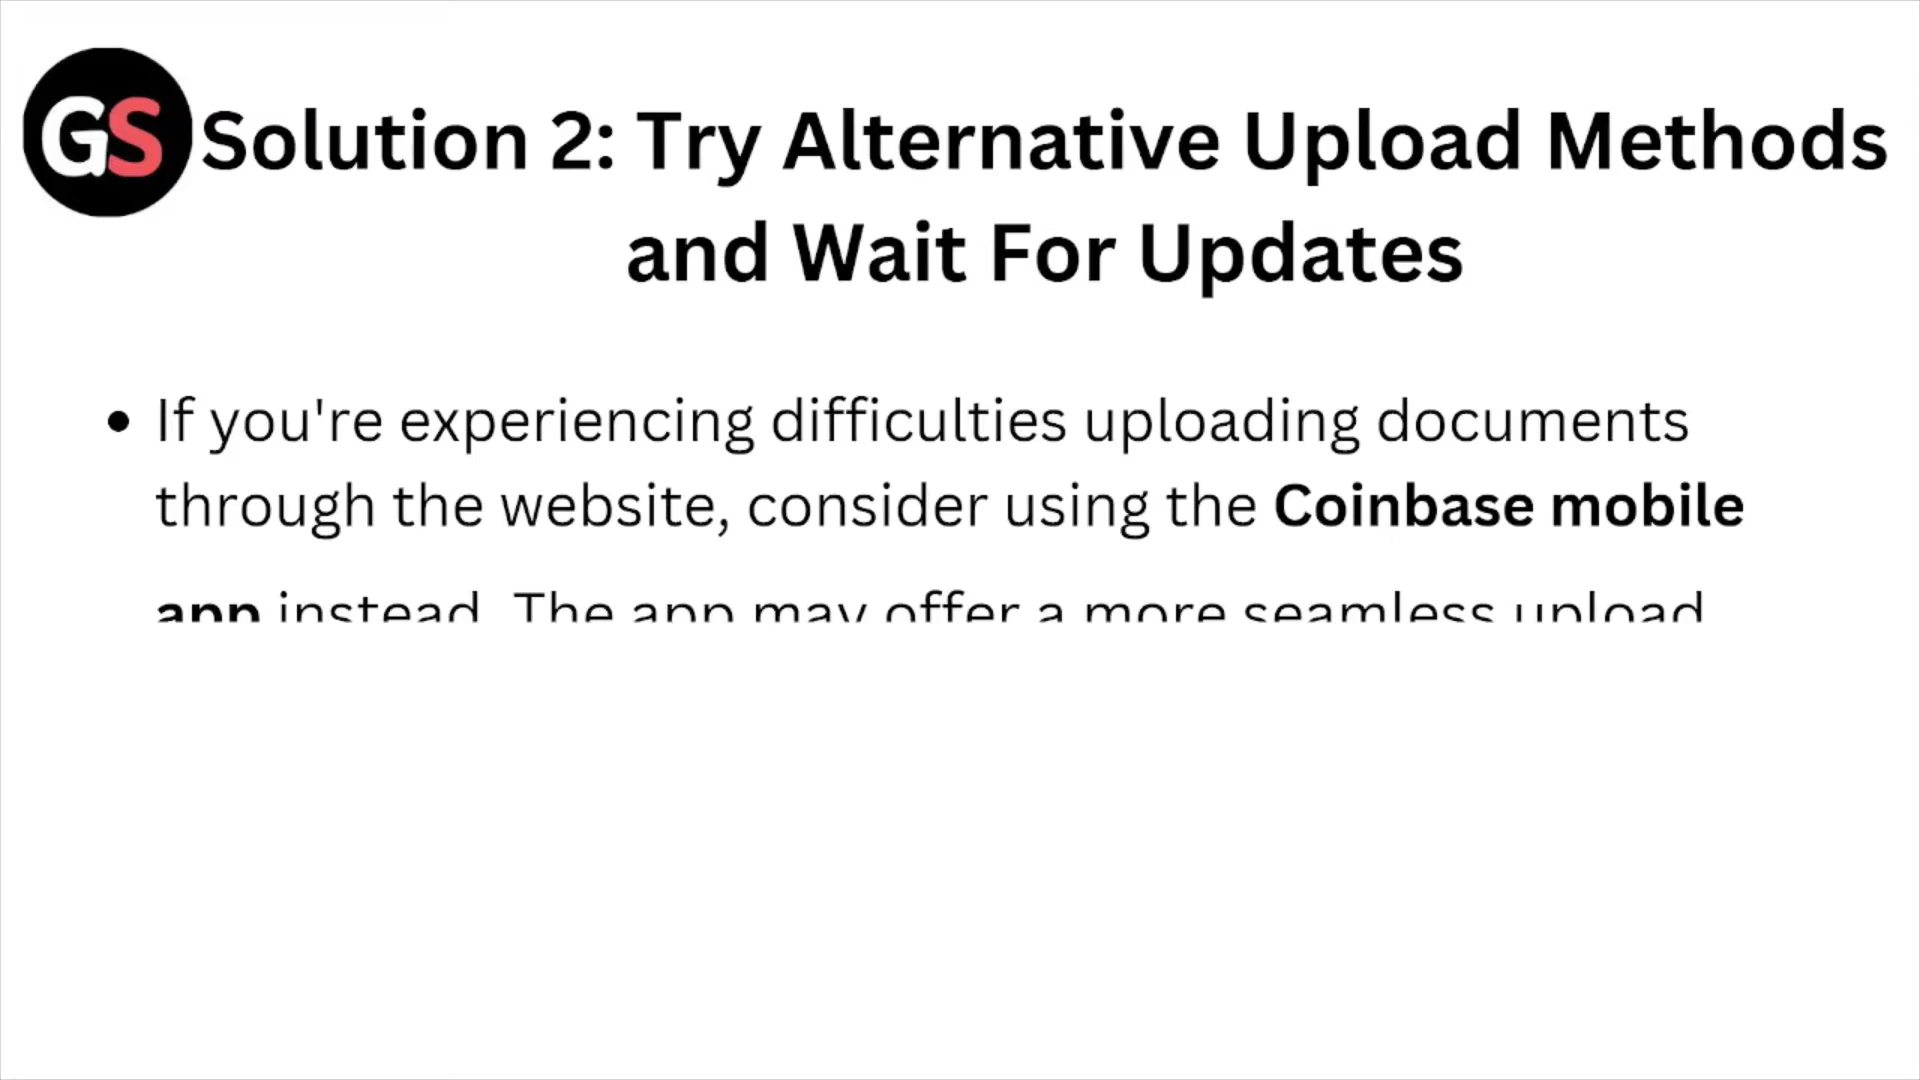 GS
Solution 2: Try Alternative Upload Methods
and Wait For Updates
• If you're experiencing difficulties uploading documents
through the website, consider using the Coinbase mobile
app instead. The app may offer a more seamless upload